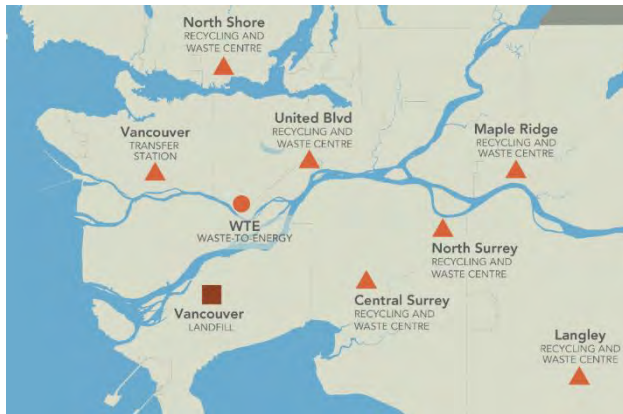 North Shore
RECYCLING AND
WASTE CENTRE
Vancouver
TRANSFER
STATION
United Blvd
RECYCLING AND
WASTE CENTRE
Maple Ridge
RECYCLING AND
WASTE CENTRE
WTE
WASTE-TO-ENERGY
North Surrey
RECYCLING AND
WASTE CENTRE
Vancouver
LANDFILL
Central Surrey
RECYCLING AND
WASTE CENTRE
Langley
RECYCLING AND
WASTE CENTRE